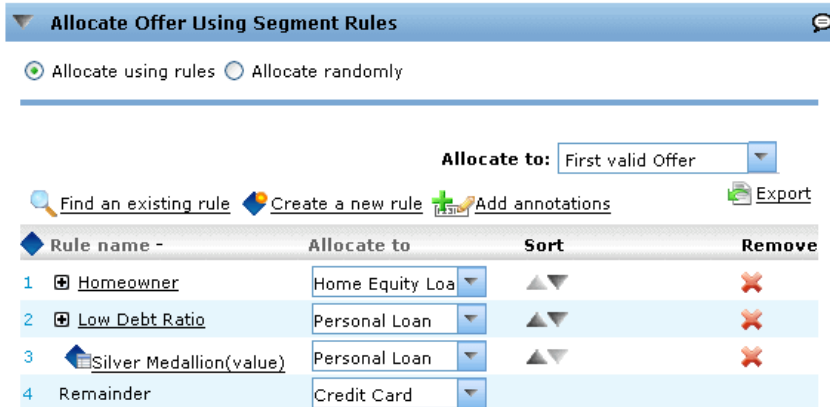 Allocate Offer Using Segment Rules
Allocate using rules Allocate randomly
Allocate to: First valid Offer
Find an existing rule Create a new rule Add annotations Export
Rule name - Allocate to Sort Remove
1 Homeowner Home Equity Loa
2 Low Debt Ratio Personal Loan
3 Silver Medallion(value) Personal Loan
4 Remainder Credit Card